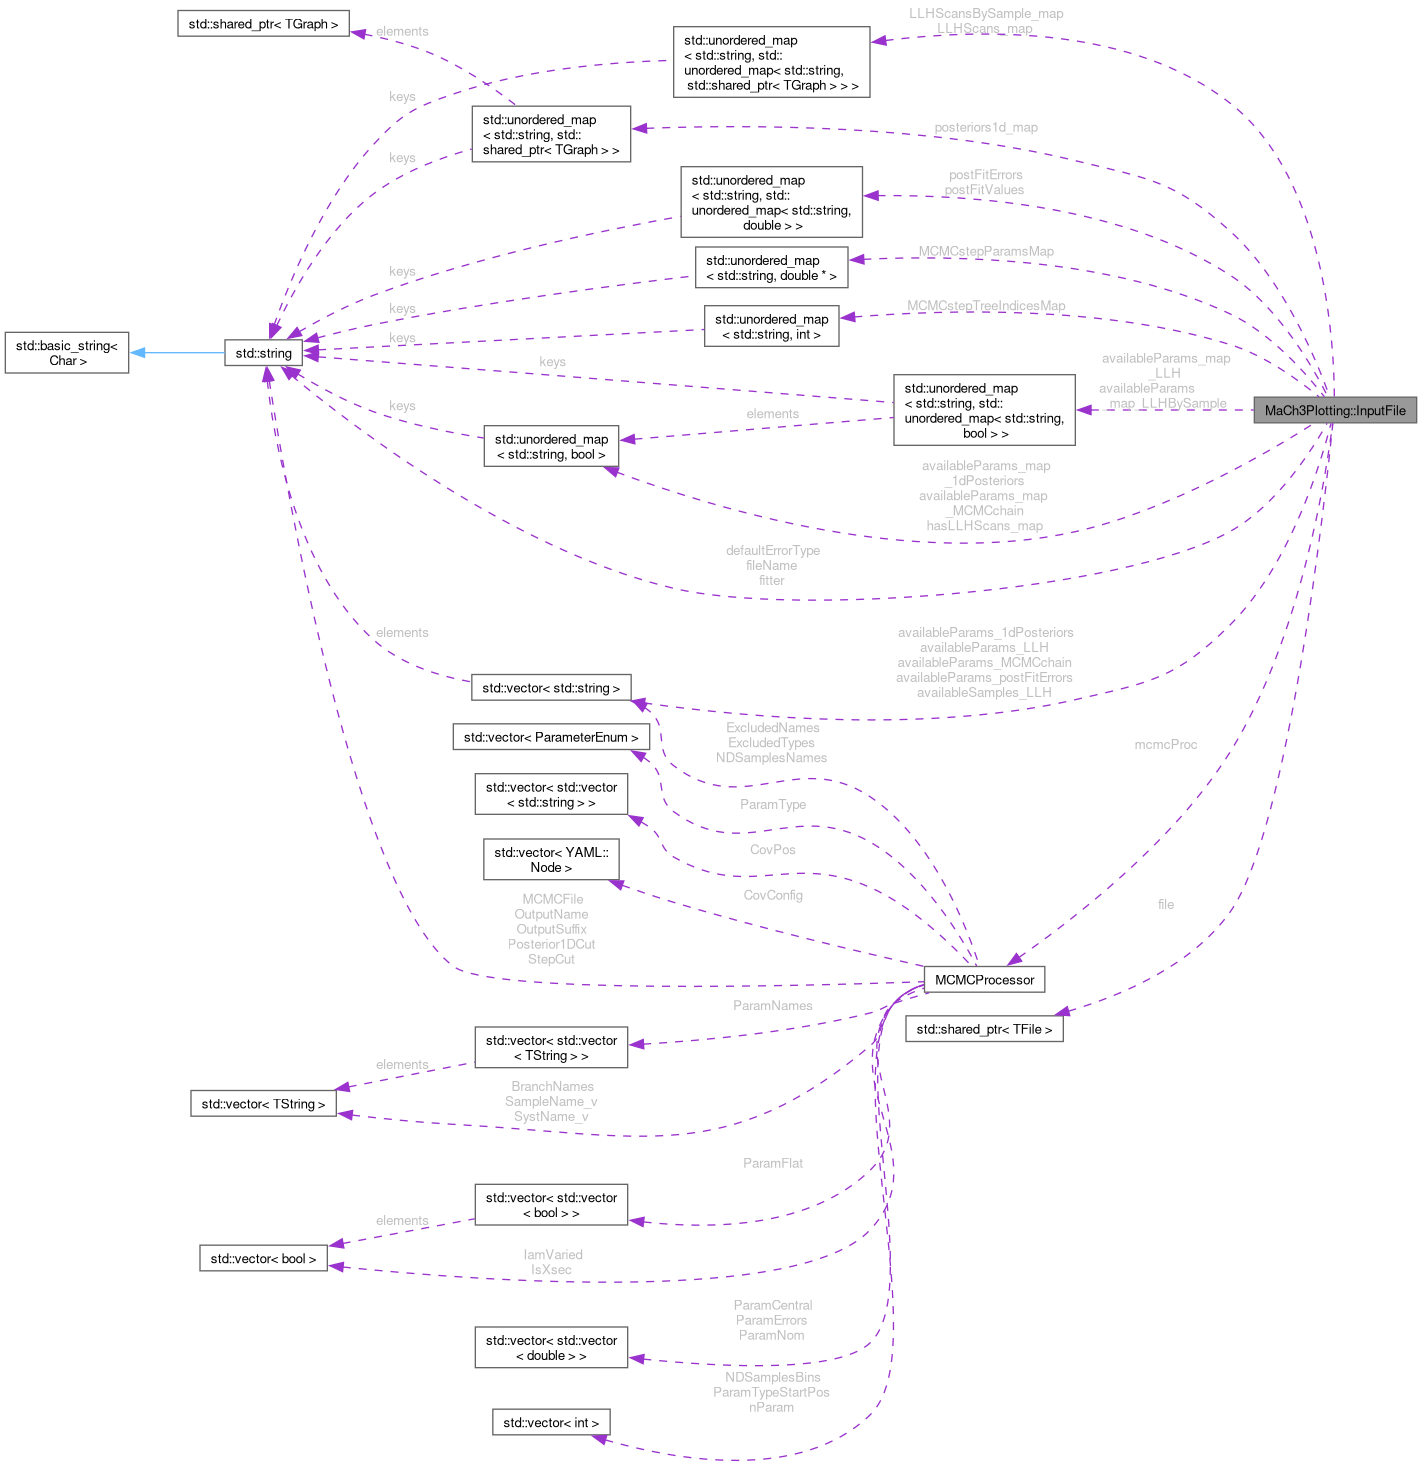 std::shared_ptr< TGraph >
elements
LLHScansBySample_map
LLHScans_map
std::unordered_map
< std::string, std::
unordered_map< std::string,
std::shared_ptr< TGraph > > >
keys
std::unordered_map
< std::string, std::
shared_ptr< TGraph > >
posteriors1d_map
keys
std::unordered_map
< std::string, std::
unordered_map< std::string,
double > >
postFitErrors
postFitValues
keys
std::unordered_map
< std::string, double * >
MCMCstepParamsMap
keys
std::unordered_map
< std::string, int >
MCMCstepTreeIndicesMap
keys
std::basic_string<
Char >
std::string
keys
std::unordered_map
< std::string, std::
unordered_map< std::string,
bool > >
availableParams_map
_LLH
availableParams
_map_LLHBySample
MaCh3Plotting::InputFile
keys
elements
std::unordered_map
< std::string, bool >
availableParams_map
_1dPosteriors
availableParams_map
_MCMCchain
hasLLHScans_map
defaultErrorType
fileName
fitter
elements
std::vector< std::string >
availableParams_1dPosteriors
availableParams_LLH
availableParams_MCMCchain
availableParams_postFitErrors
availableSamples_LLH
std::vector< ParameterEnum >
ExcludedNames
ExcludedTypes
NDSamplesNames
mcmcProc
std::vector< std::vector
< std::string > >
ParamType
std::vector< YAML::
Node >
CovPos
CovConfig
MCMCFile
OutputName
OutputSuffix
Posterior1DCut
StepCut
file
MCMCProcessor
std::shared_ptr< TFile >
ParamNames
std::vector< std::vector
< TString > >
elements
std::vector< TString >
BranchNames
SampleName_v
SystName_v
ParamFlat
std::vector< std::vector
< bool > >
elements
std::vector< bool >
IamVaried
IsXsec
std::vector< std::vector
< double > >
ParamCentral
ParamErrors
ParamNom
std::vector< int >
NDSamplesBins
ParamTypeStartPos
nParam